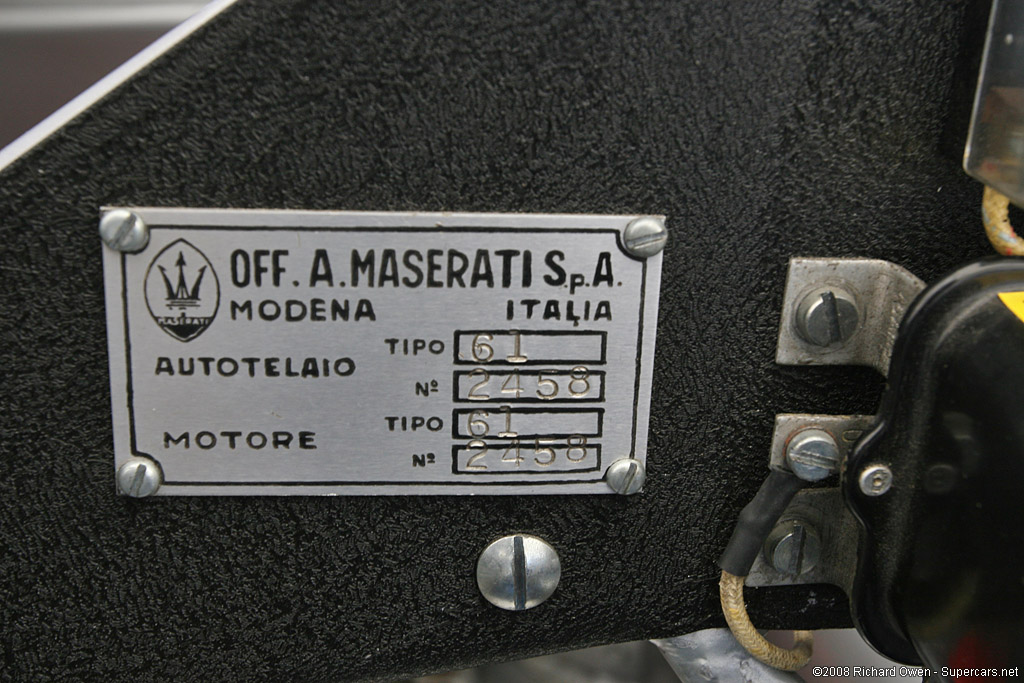 OFF. A. MASERATI S.p.A.
MASERATI
MODENA ITALIA
AUTOTELAIO
TIPO 61
Nº 2458
MOTORE
TIPO 61
Nº 2458
©2008 Richard Owen - Supercars.net